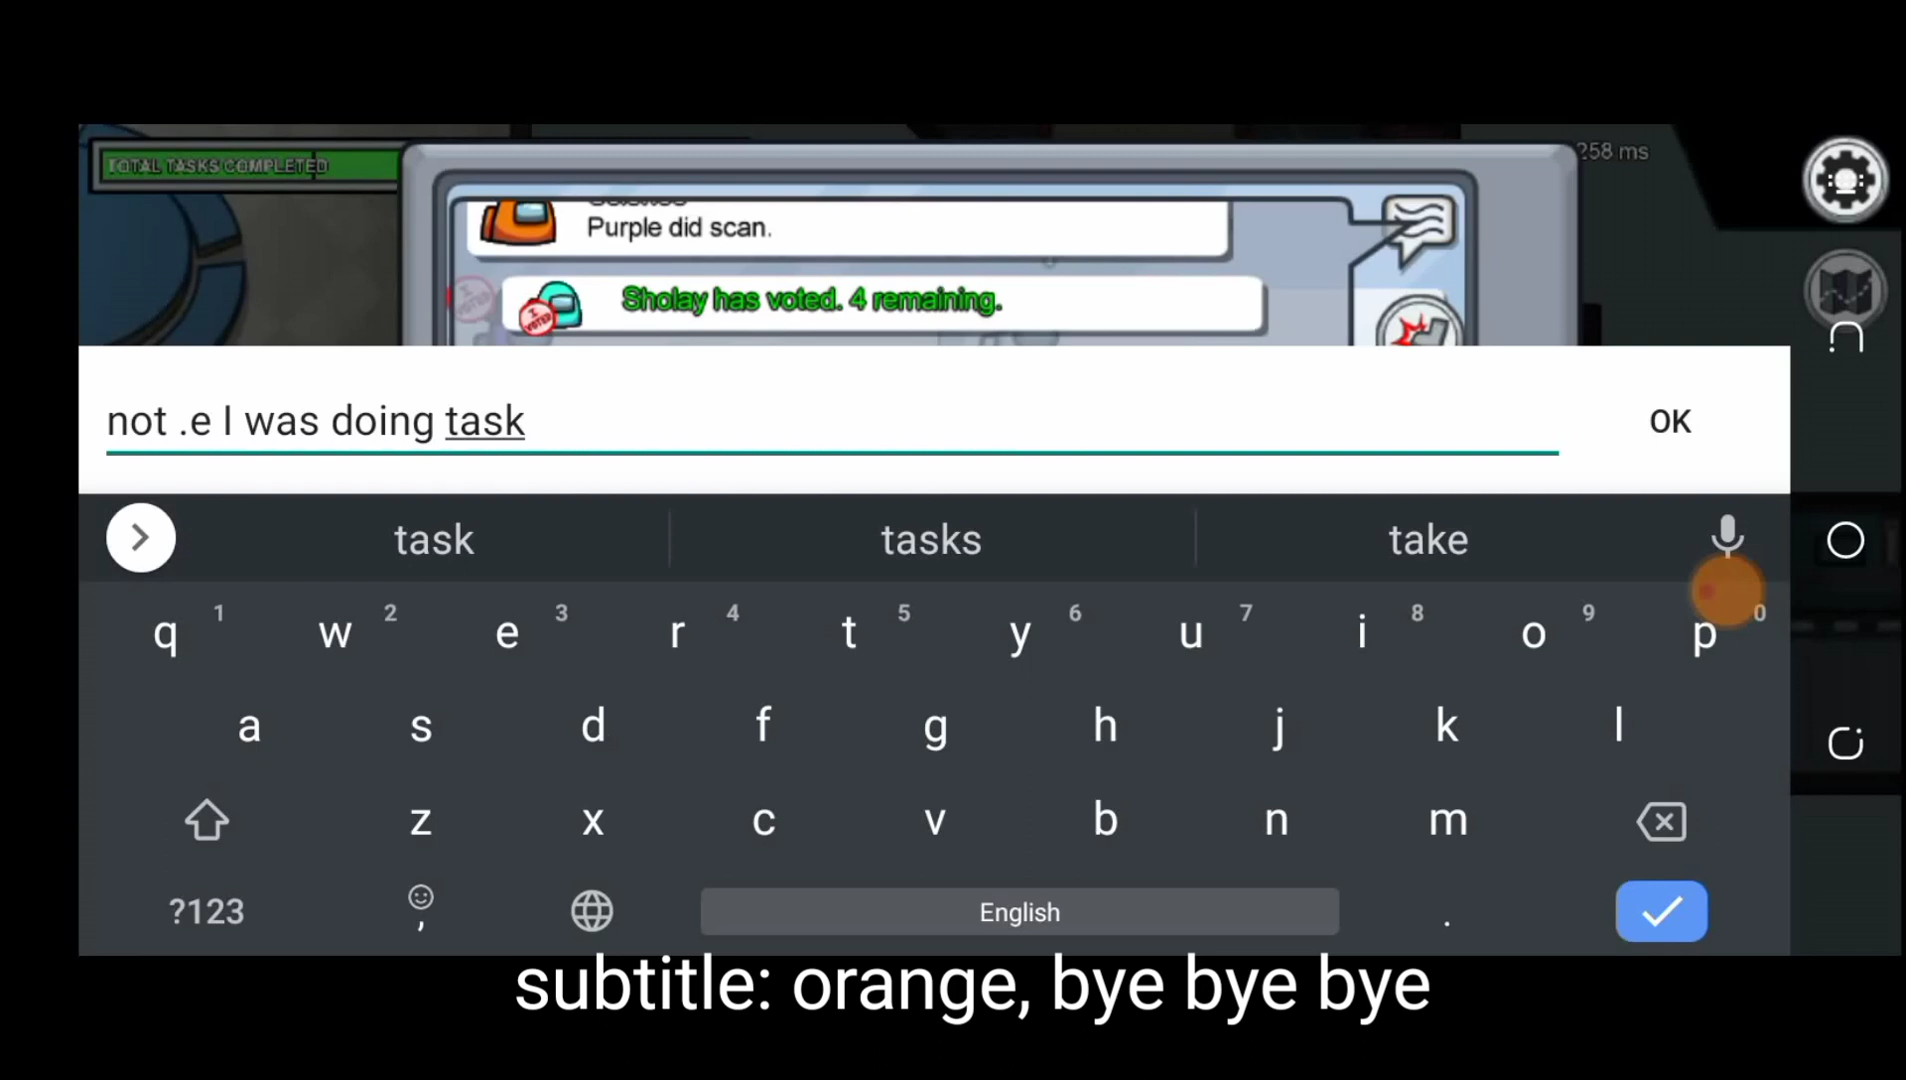 TOTAL TASKS COMPLETED
258 ms
Purple did scan.
I VOTED
Sholay has voted. 4 remaining.
not .e I was doing task
OK
task tasks take
q 1 w 2 e 3 r 4 t 5 y 6 u 7 i 8 o 9 p 0
a s d f g h j k l
z x c v b n m
?123 , English .
subtitle: orange, bye bye bye